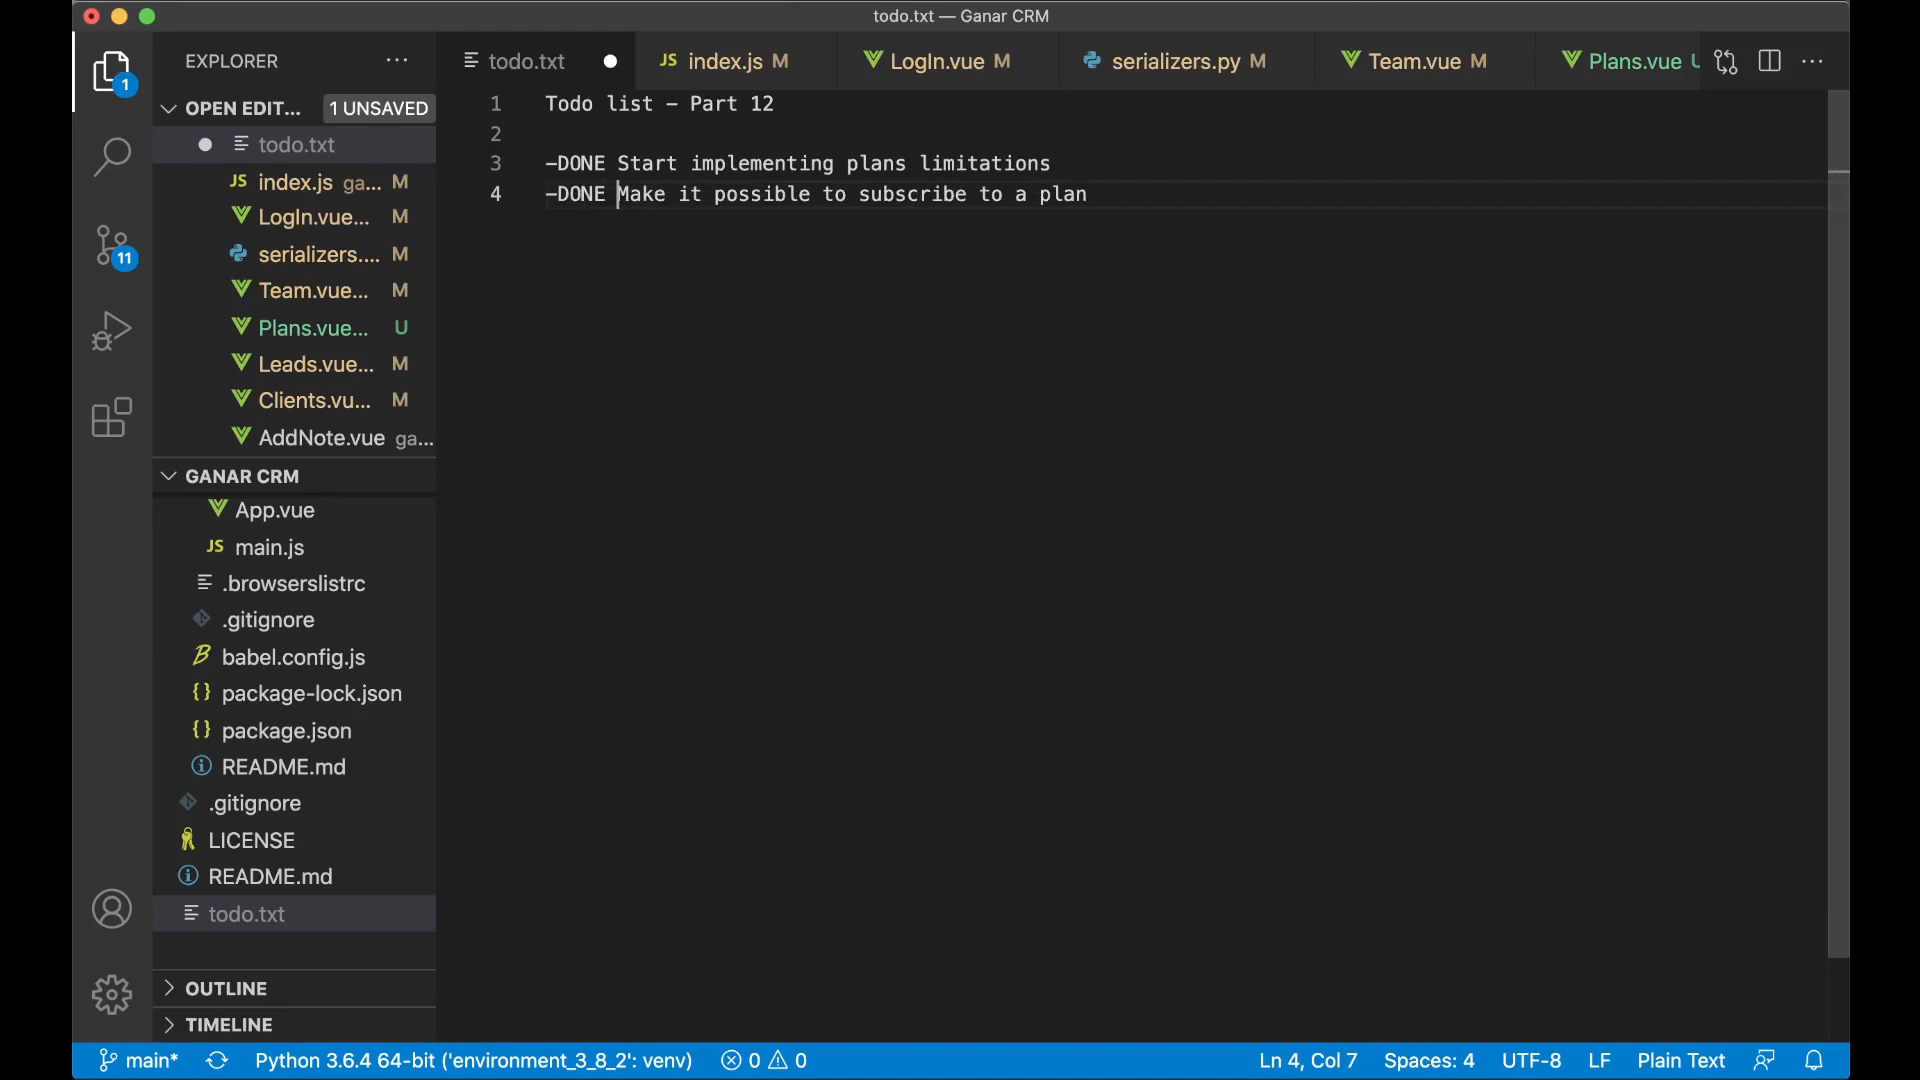 todo.txt — Ganar CRM
EXPLORER
todo.txt
JS index.js M
LogIn.vue M
serializers.py M
Team.vue M
Plans.vue U
1
OPEN EDIT... 1 UNSAVED
todo.txt
JS index.js ga... M
LogIn.vue... M
serializers.... M
Team.vue... M
Plans.vue... U
Leads.vue... M
Clients.vu... M
AddNote.vue ga...
11
1 Todo list – Part 12
2
3 -DONE Start implementing plans limitations
4 -DONE Make it possible to subscribe to a plan
GANAR CRM
App.vue
JS main.js
.browserslistrc
.gitignore
babel.config.js
{} package-lock.json
{} package.json
README.md
.gitignore
LICENSE
README.md
todo.txt
OUTLINE
TIMELINE
main* Python 3.6.4 64-bit ('environment_3_8_2': venv) 0 0 Ln 4, Col 7 Spaces: 4 UTF-8 LF Plain Text